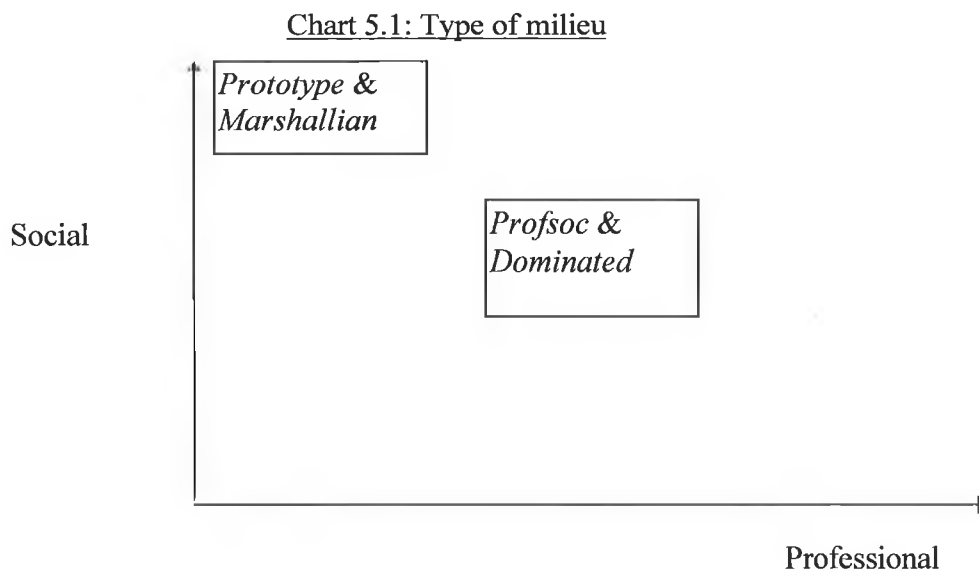 Chart 5.1: Type of milieu
Prototype &
Marshallian
Social
Profsoc &
Dominated
Professional